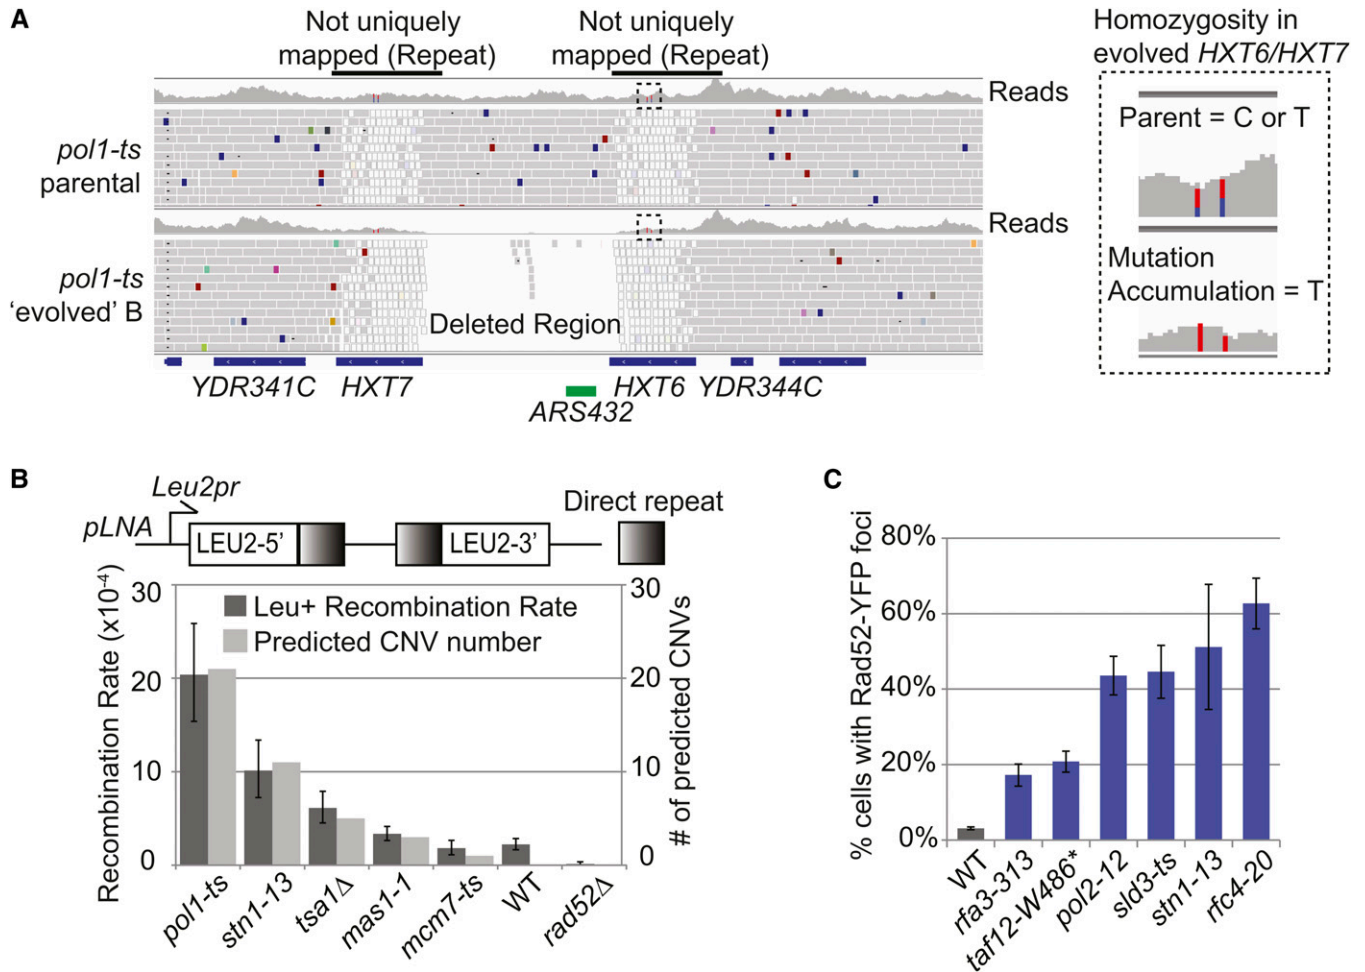 A
Not uniquely
mapped (Repeat)
Not uniquely
mapped (Repeat)
Homozygosity in
evolved HXT6/HXT7
Reads
pol1-ts
parental
Reads
pol1-ts
‘evolved’ B
Deleted Region
YDR341C
HXT7
HXT6
YDR344C
ARS432
Parent = C or T
Mutation
Accumulation = T
B
Leu2pr
pLNA
LEU2-5’
LEU2-3’
Direct repeat
Recombination Rate (x10⁻⁴)
30
20
10
0
Leu+ Recombination Rate
Predicted CNV number
30
20
10
0
# of predicted CNVs
pol1-ts
stn1-13
tsa1Δ
mas1-1
mcm7-ts
WT
rad52Δ
C
% cells with Rad52-YFP foci
80%
60%
40%
20%
0%
WT
rfa3-313
taf12-W486*
pol2-12
sld3-ts
stn1-13
rfc4-20